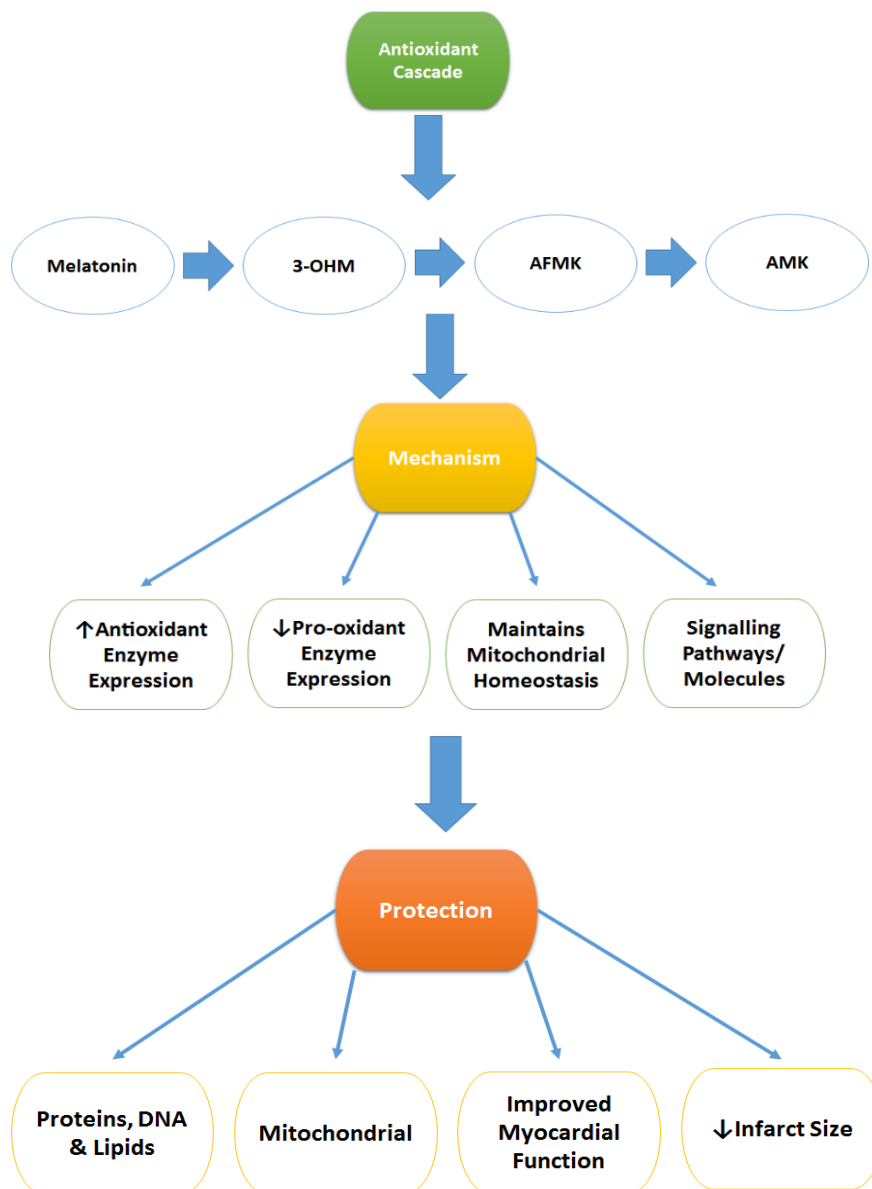 Antioxidant
Cascade
Melatonin
3-OHM
AFMK
AMK
Mechanism
↑Antioxidant
Enzyme
Expression
↓Pro-oxidant
Enzyme
Expression
Maintains
Mitochondrial
Homeostasis
Signalling
Pathways/
Molecules
Protection
Proteins, DNA
& Lipids
Mitochondrial
Improved
Myocardial
Function
↓Infarct Size